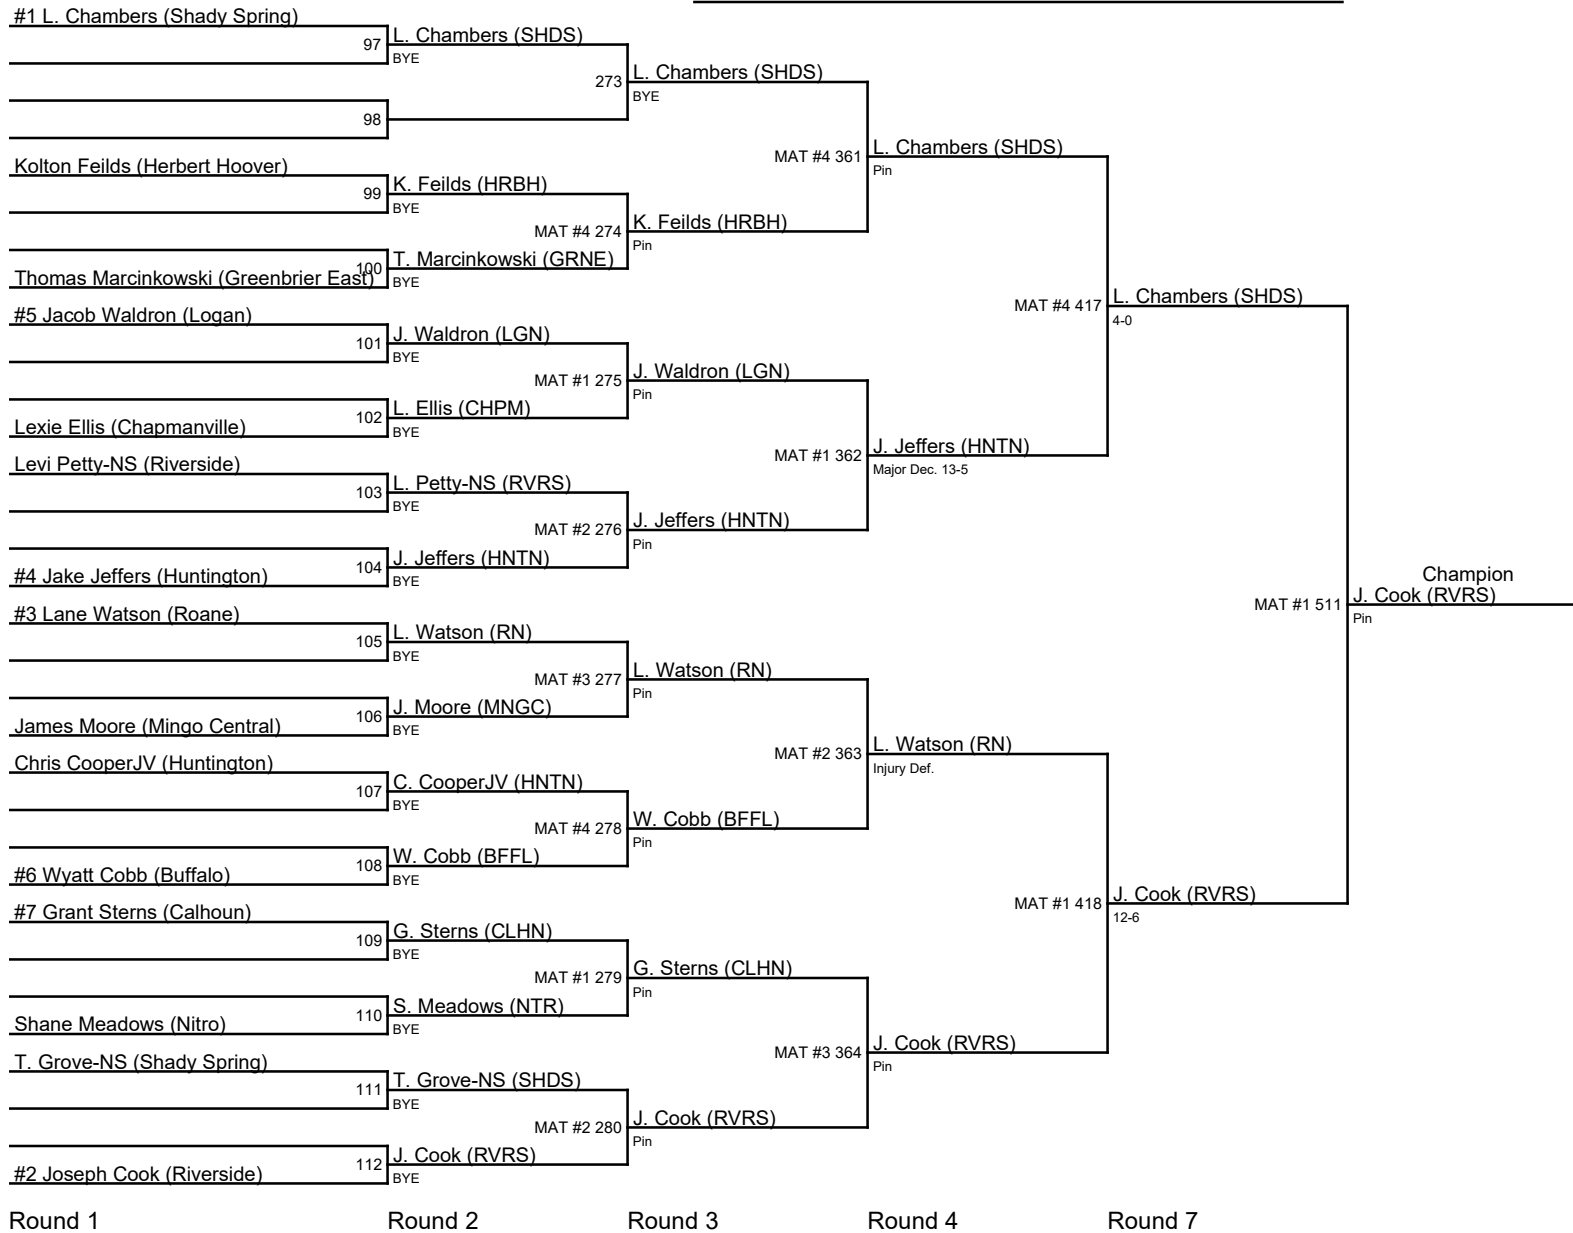 #1 L. Chambers (Shady Spring)
97
L. Chambers (SHDS)
BYE
273
L. Chambers (SHDS)
BYE
98
MAT #4 361
L. Chambers (SHDS)
Pin
Kolton Feilds (Herbert Hoover)
99
K. Feilds (HRBH)
BYE
MAT #4 274
K. Feilds (HRBH)
Pin
100
T. Marcinkowski (GRNE)
Thomas Marcinkowski (Greenbrier East)
BYE
MAT #4 417
L. Chambers (SHDS)
4-0
#5 Jacob Waldron (Logan)
101
J. Waldron (LGN)
BYE
MAT #1 275
J. Waldron (LGN)
Pin
102
L. Ellis (CHPM)
Lexie Ellis (Chapmanville)
BYE
MAT #1 362
J. Jeffers (HNTN)
Major Dec. 13-5
Levi Petty-NS (Riverside)
103
L. Petty-NS (RVRS)
BYE
MAT #2 276
J. Jeffers (HNTN)
Pin
104
J. Jeffers (HNTN)
#4 Jake Jeffers (Huntington)
BYE
Champion
MAT #1 511
J. Cook (RVRS)
Pin
#3 Lane Watson (Roane)
105
L. Watson (RN)
BYE
MAT #3 277
L. Watson (RN)
Pin
106
J. Moore (MNGC)
James Moore (Mingo Central)
BYE
MAT #2 363
L. Watson (RN)
Injury Def.
Chris CooperJV (Huntington)
107
C. CooperJV (HNTN)
BYE
MAT #4 278
W. Cobb (BFFL)
Pin
108
W. Cobb (BFFL)
#6 Wyatt Cobb (Buffalo)
BYE
MAT #1 418
J. Cook (RVRS)
12-6
#7 Grant Sterns (Calhoun)
109
G. Sterns (CLHN)
BYE
MAT #1 279
G. Sterns (CLHN)
Pin
110
S. Meadows (NTR)
Shane Meadows (Nitro)
BYE
MAT #3 364
J. Cook (RVRS)
Pin
T. Grove-NS (Shady Spring)
111
T. Grove-NS (SHDS)
BYE
MAT #2 280
J. Cook (RVRS)
Pin
112
J. Cook (RVRS)
#2 Joseph Cook (Riverside)
BYE
Round 1
Round 2
Round 3
Round 4
Round 7